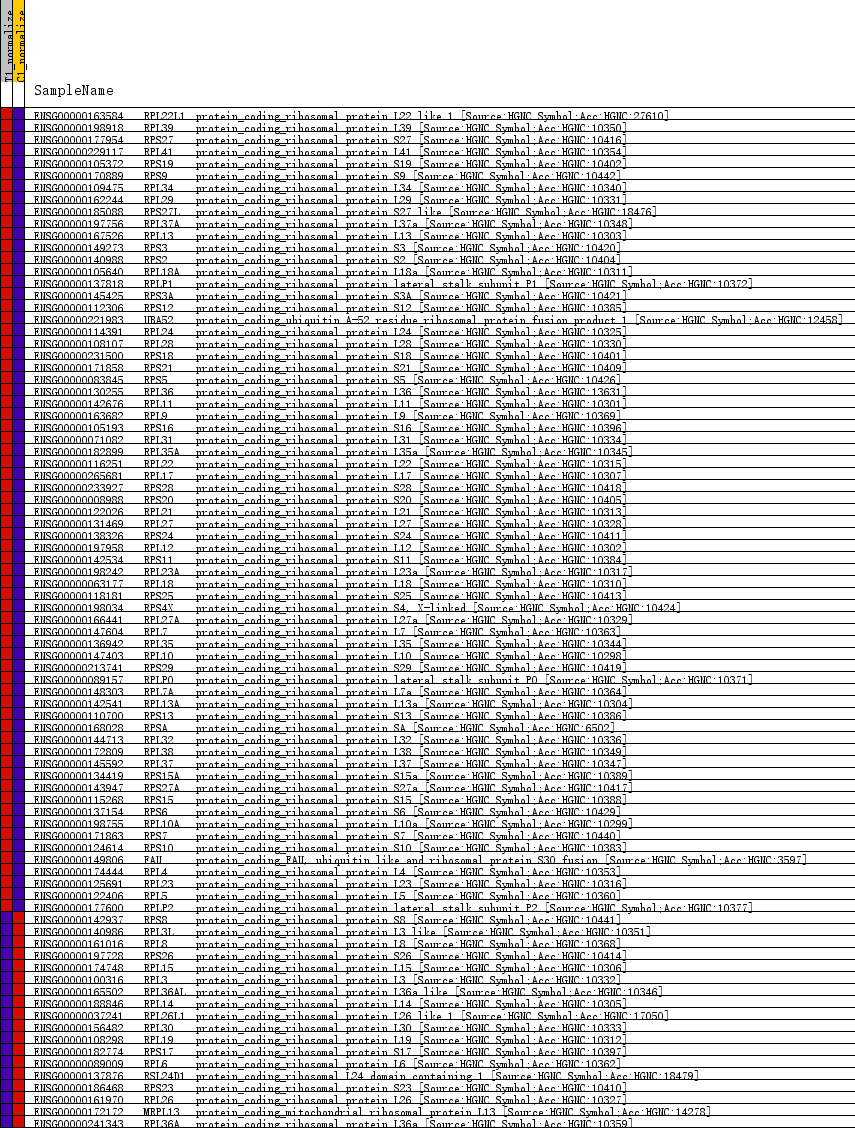 T1_normalize
C1_normalize
SampleName
ENSG00000163584 RPL22L1 protein_coding_ribosomal protein L22 like 1 [Source:HGNC Symbol;Acc:HGNC:27610]
ENSG00000198918 RPL39 protein_coding_ribosomal protein L39 [Source:HGNC Symbol;Acc:HGNC:10350]
ENSG00000177954 RPS27 protein_coding_ribosomal protein S27 [Source:HGNC Symbol;Acc:HGNC:10416]
ENSG00000229117 RPL41 protein_coding_ribosomal protein L41 [Source:HGNC Symbol;Acc:HGNC:10354]
ENSG00000105372 RPS19 protein_coding_ribosomal protein S19 [Source:HGNC Symbol;Acc:HGNC:10402]
ENSG00000170889 RPS9 protein_coding_ribosomal protein S9 [Source:HGNC Symbol;Acc:HGNC:10442]
ENSG00000109475 RPL34 protein_coding_ribosomal protein L34 [Source:HGNC Symbol;Acc:HGNC:10340]
ENSG00000162244 RPL29 protein_coding_ribosomal protein L29 [Source:HGNC Symbol;Acc:HGNC:10331]
ENSG00000185088 RPS27L protein_coding_ribosomal protein S27 like [Source:HGNC Symbol;Acc:HGNC:18476]
ENSG00000197756 RPL37A protein_coding_ribosomal protein L37a [Source:HGNC Symbol;Acc:HGNC:10348]
ENSG00000167526 RPL13 protein_coding_ribosomal protein L13 [Source:HGNC Symbol;Acc:HGNC:10303]
ENSG00000149273 RPS3 protein_coding_ribosomal protein S3 [Source:HGNC Symbol;Acc:HGNC:10420]
ENSG00000140988 RPS2 protein_coding_ribosomal protein S2 [Source:HGNC Symbol;Acc:HGNC:10404]
ENSG00000105640 RPL18A protein_coding_ribosomal protein L18a [Source:HGNC Symbol;Acc:HGNC:10311]
ENSG00000137818 RPLP1 protein_coding_ribosomal protein lateral stalk subunit P1 [Source:HGNC Symbol;Acc:HGNC:10372]
ENSG00000145425 RPS3A protein_coding_ribosomal protein S3A [Source:HGNC Symbol;Acc:HGNC:10421]
ENSG00000112306 RPS12 protein_coding_ribosomal protein S12 [Source:HGNC Symbol;Acc:HGNC:10385]
ENSG00000221983 UBA52 protein_coding_ubiquitin A-52 residue ribosomal protein fusion product 1 [Source:HGNC Symbol;Acc:HGNC:12458]
ENSG00000114391 RPL24 protein_coding_ribosomal protein L24 [Source:HGNC Symbol;Acc:HGNC:10325]
ENSG00000108107 RPL28 protein_coding_ribosomal protein L28 [Source:HGNC Symbol;Acc:HGNC:10330]
ENSG00000231500 RPS18 protein_coding_ribosomal protein S18 [Source:HGNC Symbol;Acc:HGNC:10401]
ENSG00000171858 RPS21 protein_coding_ribosomal protein S21 [Source:HGNC Symbol;Acc:HGNC:10409]
ENSG00000083845 RPS5 protein_coding_ribosomal protein S5 [Source:HGNC Symbol;Acc:HGNC:10426]
ENSG00000130255 RPL36 protein_coding_ribosomal protein L36 [Source:HGNC Symbol;Acc:HGNC:13631]
ENSG00000142676 RPL11 protein_coding_ribosomal protein L11 [Source:HGNC Symbol;Acc:HGNC:10301]
ENSG00000163682 RPL9 protein_coding_ribosomal protein L9 [Source:HGNC Symbol;Acc:HGNC:10369]
ENSG00000105193 RPS16 protein_coding_ribosomal protein S16 [Source:HGNC Symbol;Acc:HGNC:10396]
ENSG00000071082 RPL31 protein_coding_ribosomal protein L31 [Source:HGNC Symbol;Acc:HGNC:10334]
ENSG00000182899 RPL35A protein_coding_ribosomal protein L35a [Source:HGNC Symbol;Acc:HGNC:10345]
ENSG00000116251 RPL22 protein_coding_ribosomal protein L22 [Source:HGNC Symbol;Acc:HGNC:10315]
ENSG00000265681 RPL17 protein_coding_ribosomal protein L17 [Source:HGNC Symbol;Acc:HGNC:10307]
ENSG00000233927 RPS28 protein_coding_ribosomal protein S28 [Source:HGNC Symbol;Acc:HGNC:10418]
ENSG00000008988 RPS20 protein_coding_ribosomal protein S20 [Source:HGNC Symbol;Acc:HGNC:10405]
ENSG00000122026 RPL21 protein_coding_ribosomal protein L21 [Source:HGNC Symbol;Acc:HGNC:10313]
ENSG00000131469 RPL27 protein_coding_ribosomal protein L27 [Source:HGNC Symbol;Acc:HGNC:10328]
ENSG00000138326 RPS24 protein_coding_ribosomal protein S24 [Source:HGNC Symbol;Acc:HGNC:10411]
ENSG00000197958 RPL12 protein_coding_ribosomal protein L12 [Source:HGNC Symbol;Acc:HGNC:10302]
ENSG00000142534 RPS11 protein_coding_ribosomal protein S11 [Source:HGNC Symbol;Acc:HGNC:10384]
ENSG00000198242 RPL23A protein_coding_ribosomal protein L23a [Source:HGNC Symbol;Acc:HGNC:10317]
ENSG00000063177 RPL18 protein_coding_ribosomal protein L18 [Source:HGNC Symbol;Acc:HGNC:10310]
ENSG00000118181 RPS25 protein_coding_ribosomal protein S25 [Source:HGNC Symbol;Acc:HGNC:10413]
ENSG00000198034 RPS4X protein_coding_ribosomal protein S4, X-linked [Source:HGNC Symbol;Acc:HGNC:10424]
ENSG00000166441 RPL27A protein_coding_ribosomal protein L27a [Source:HGNC Symbol;Acc:HGNC:10329]
ENSG00000147604 RPL7 protein_coding_ribosomal protein L7 [Source:HGNC Symbol;Acc:HGNC:10363]
ENSG00000136942 RPL35 protein_coding_ribosomal protein L35 [Source:HGNC Symbol;Acc:HGNC:10344]
ENSG00000147403 RPL10 protein_coding_ribosomal protein L10 [Source:HGNC Symbol;Acc:HGNC:10298]
ENSG00000213741 RPS29 protein_coding_ribosomal protein S29 [Source:HGNC Symbol;Acc:HGNC:10419]
ENSG00000089157 RPLP0 protein_coding_ribosomal protein lateral stalk subunit P0 [Source:HGNC Symbol;Acc:HGNC:10371]
ENSG00000148303 RPL7A protein_coding_ribosomal protein L7a [Source:HGNC Symbol;Acc:HGNC:10364]
ENSG00000142541 RPL13A protein_coding_ribosomal protein L13a [Source:HGNC Symbol;Acc:HGNC:10304]
ENSG00000110700 RPS13 protein_coding_ribosomal protein S13 [Source:HGNC Symbol;Acc:HGNC:10386]
ENSG00000168028 RPSA protein_coding_ribosomal protein SA [Source:HGNC Symbol;Acc:HGNC:6502]
ENSG00000144713 RPL32 protein_coding_ribosomal protein L32 [Source:HGNC Symbol;Acc:HGNC:10336]
ENSG00000172809 RPL38 protein_coding_ribosomal protein L38 [Source:HGNC Symbol;Acc:HGNC:10349]
ENSG00000145592 RPL37 protein_coding_ribosomal protein L37 [Source:HGNC Symbol;Acc:HGNC:10347]
ENSG00000134419 RPS15A protein_coding_ribosomal protein S15a [Source:HGNC Symbol;Acc:HGNC:10389]
ENSG00000143947 RPS27A protein_coding_ribosomal protein S27a [Source:HGNC Symbol;Acc:HGNC:10417]
ENSG00000115268 RPS15 protein_coding_ribosomal protein S15 [Source:HGNC Symbol;Acc:HGNC:10388]
ENSG00000137154 RPS6 protein_coding_ribosomal protein S6 [Source:HGNC Symbol;Acc:HGNC:10429]
ENSG00000198755 RPL10A protein_coding_ribosomal protein L10a [Source:HGNC Symbol;Acc:HGNC:10299]
ENSG00000171863 RPS7 protein_coding_ribosomal protein S7 [Source:HGNC Symbol;Acc:HGNC:10440]
ENSG00000124614 RPS10 protein_coding_ribosomal protein S10 [Source:HGNC Symbol;Acc:HGNC:10383]
ENSG00000149806 FAU protein_coding_FAU, ubiquitin like and ribosomal protein S30 fusion [Source:HGNC Symbol;Acc:HGNC:3597]
ENSG00000174444 RPL4 protein_coding_ribosomal protein L4 [Source:HGNC Symbol;Acc:HGNC:10353]
ENSG00000125691 RPL23 protein_coding_ribosomal protein L23 [Source:HGNC Symbol;Acc:HGNC:10316]
ENSG00000122406 RPL5 protein_coding_ribosomal protein L5 [Source:HGNC Symbol;Acc:HGNC:10360]
ENSG00000177600 RPLP2 protein_coding_ribosomal protein lateral stalk subunit P2 [Source:HGNC Symbol;Acc:HGNC:10377]
ENSG00000142937 RPS8 protein_coding_ribosomal protein S8 [Source:HGNC Symbol;Acc:HGNC:10441]
ENSG00000140986 RPL3L protein_coding_ribosomal protein L3 like [Source:HGNC Symbol;Acc:HGNC:10351]
ENSG00000161016 RPL8 protein_coding_ribosomal protein L8 [Source:HGNC Symbol;Acc:HGNC:10368]
ENSG00000197728 RPS26 protein_coding_ribosomal protein S26 [Source:HGNC Symbol;Acc:HGNC:10414]
ENSG00000174748 RPL15 protein_coding_ribosomal protein L15 [Source:HGNC Symbol;Acc:HGNC:10306]
ENSG00000100316 RPL3 protein_coding_ribosomal protein L3 [Source:HGNC Symbol;Acc:HGNC:10332]
ENSG00000165502 RPL36AL protein_coding_ribosomal protein L36a like [Source:HGNC Symbol;Acc:HGNC:10346]
ENSG00000188846 RPL14 protein_coding_ribosomal protein L14 [Source:HGNC Symbol;Acc:HGNC:10305]
ENSG00000037241 RPL26L1 protein_coding_ribosomal protein L26 like 1 [Source:HGNC Symbol;Acc:HGNC:17050]
ENSG00000156482 RPL30 protein_coding_ribosomal protein L30 [Source:HGNC Symbol;Acc:HGNC:10333]
ENSG00000108298 RPL19 protein_coding_ribosomal protein L19 [Source:HGNC Symbol;Acc:HGNC:10312]
ENSG00000182774 RPS17 protein_coding_ribosomal protein S17 [Source:HGNC Symbol;Acc:HGNC:10397]
ENSG00000089009 RPL6 protein_coding_ribosomal protein L6 [Source:HGNC Symbol;Acc:HGNC:10362]
ENSG00000137876 RSL24D1 protein_coding_ribosomal L24 domain containing 1 [Source:HGNC Symbol;Acc:HGNC:18479]
ENSG00000186468 RPS23 protein_coding_ribosomal protein S23 [Source:HGNC Symbol;Acc:HGNC:10410]
ENSG00000161970 RPL26 protein_coding_ribosomal protein L26 [Source:HGNC Symbol;Acc:HGNC:10327]
ENSG00000172172 MRPL13 protein_coding_mitochondrial ribosomal protein L13 [Source:HGNC Symbol;Acc:HGNC:14278]
ENSG00000241343 RPL36A protein_coding_ribosomal protein L36a [Source:HGNC Symbol;Acc:HGNC:10359]